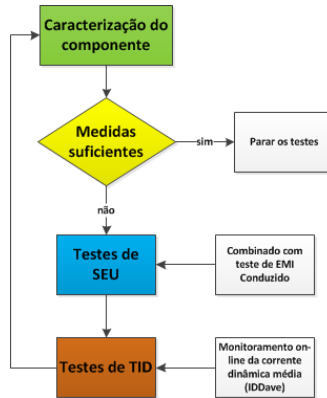 Caracterização do
componente
Medidas
suficientes
sim
Parar os testes
não
Testes de
SEU
Combinado com
teste de EMI
Conduzido
Testes de TID
Monitoramento on-
line da corrente
dinâmica média
(IDDave)